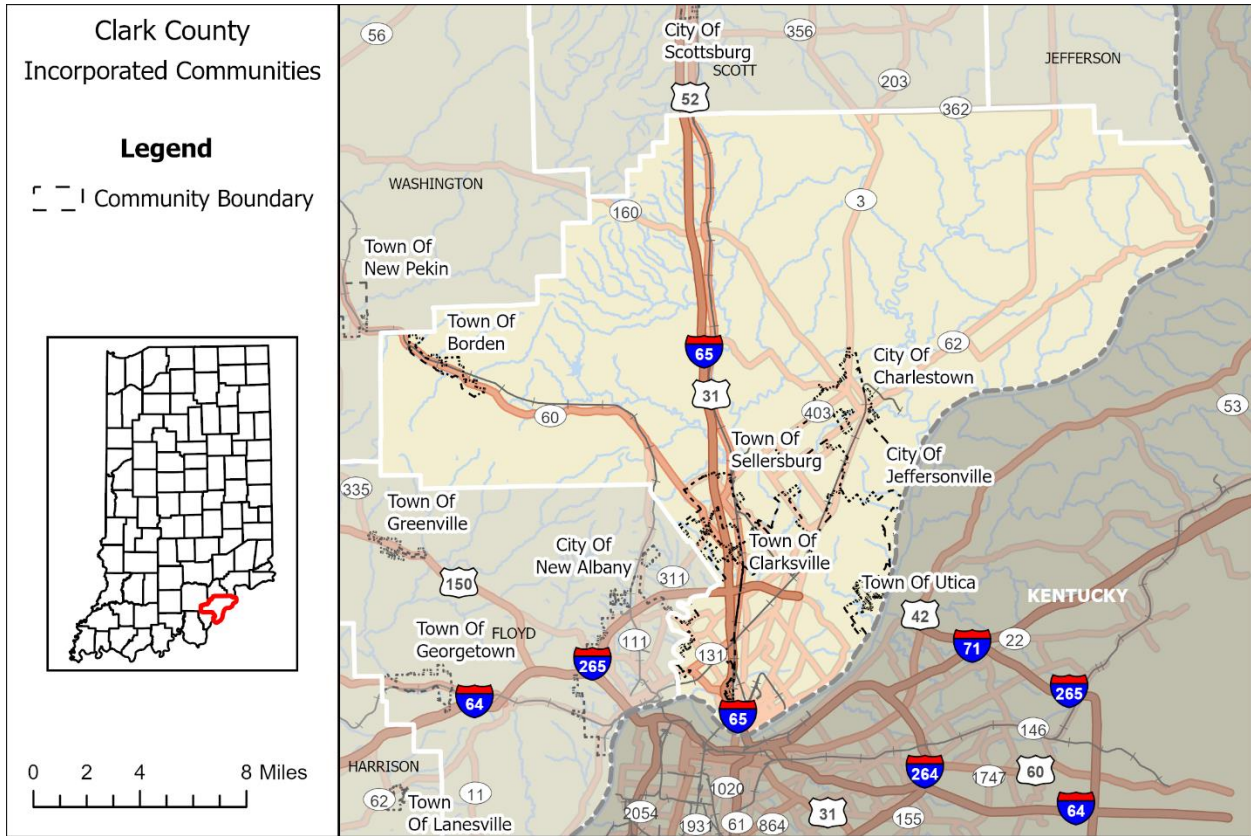 Clark County
Incorporated Communities
Legend
Community Boundary
0 2 4 8 Miles
City Of
Scottsburg
56
356
SCOTT
JEFFERSON
203
52
362
WASHINGTON
160
3
Town Of
New Pekin
Town Of
Borden
65
62
City Of
Charlestown
31
60
403
53
Town Of
Sellersburg
City Of
Jeffersonville
335
Town Of
Greenville
City Of
New Albany
Town Of
Clarksville
311
150
Town Of Utica
KENTUCKY
42
Town Of
Georgetown
FLOYD
111
131
22
71
265
64
265
65
146
HARRISON
264
1747
60
62
Town
Of Lanesville
11
1020
2054
1931
61
864
31
155
64